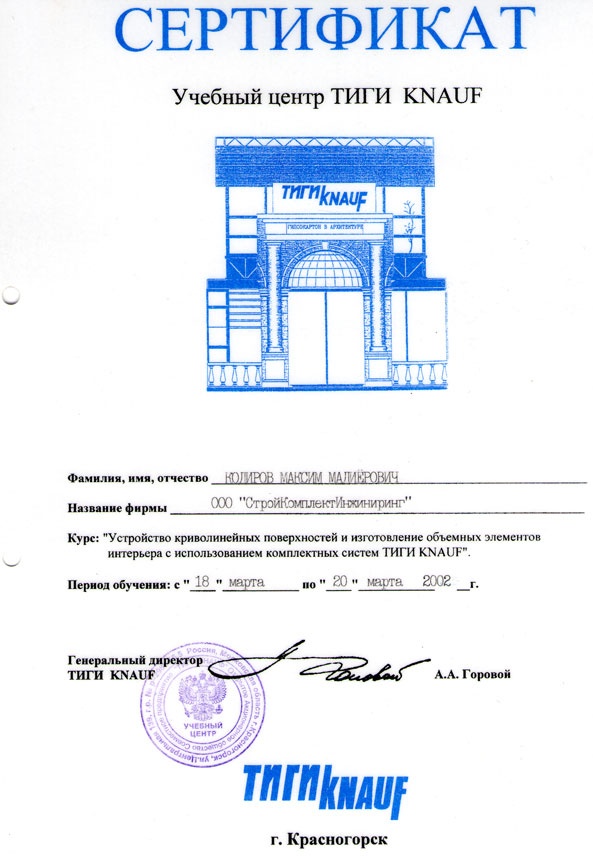 СЕРТИФИКАТ
Учебный центр ТИГИ KNAUF
ТИГИ KNAUF
ГИПСОКАРТОН В АРХИТЕКТУРЕ
Фамилия, имя, отчество КОЛИРОВ МАКСИМ МАЛИЁРОВИЧ
Название фирмы ООО "СтройКомплектИнжиниринг"
Курс: "Устройство криволинейных поверхностей и изготовление объемных элементов
интерьера с использованием комплектных систем ТИГИ KNAUF".
Период обучения: с "18" марта по "20" марта 2002 г.
Генеральный директор
ТИГИ KNAUF
А.А. Горовой
УЧЕБНЫЙ
ЦЕНТР
ТИГИ KNAUF
г. Красногорск